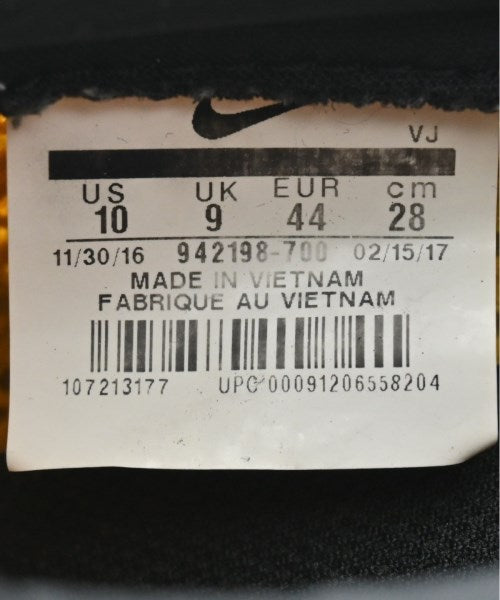 VJ
US UK EUR cm
10 9 44 28
11/30/16 942198-700 02/15/17
MADE IN VIETNAM
FABRIQUE AU VIETNAM
107213177 UPC 00091206558204